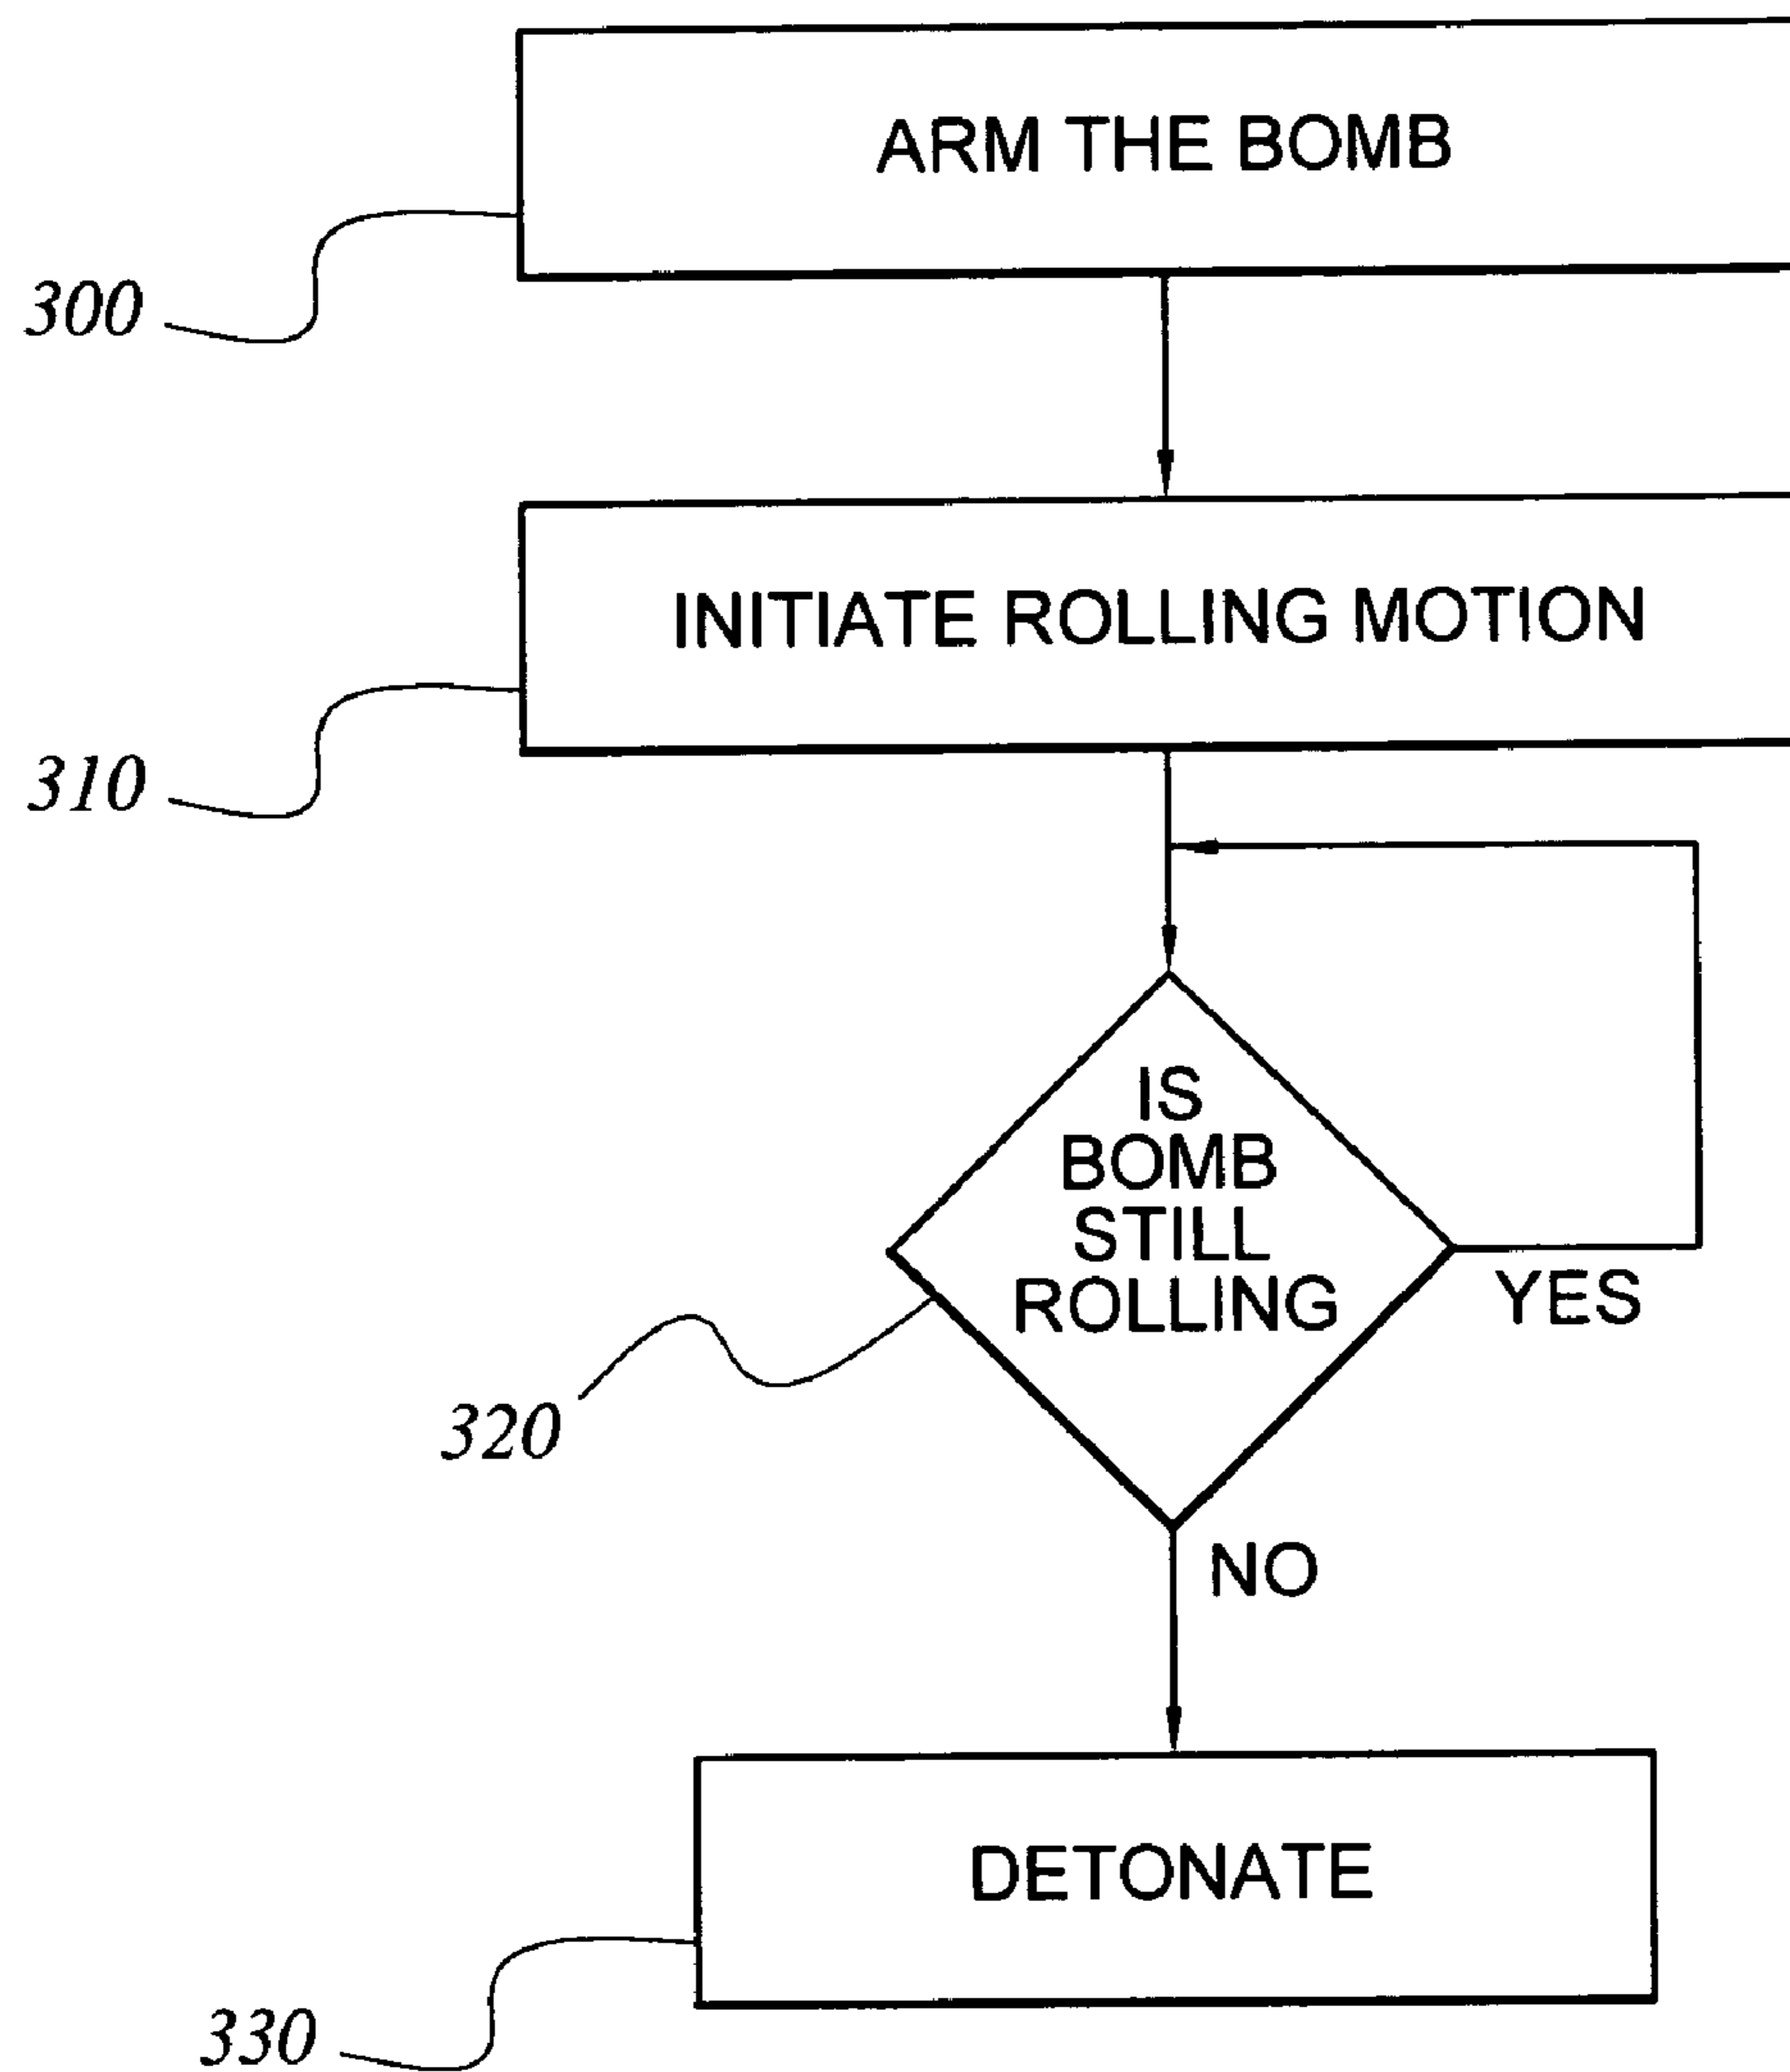 ARM THE BOMB
300
INITIATE ROLLING MOTION
310
IS
BOMB
STILL
ROLLING
YES
320
NO
DETONATE
330